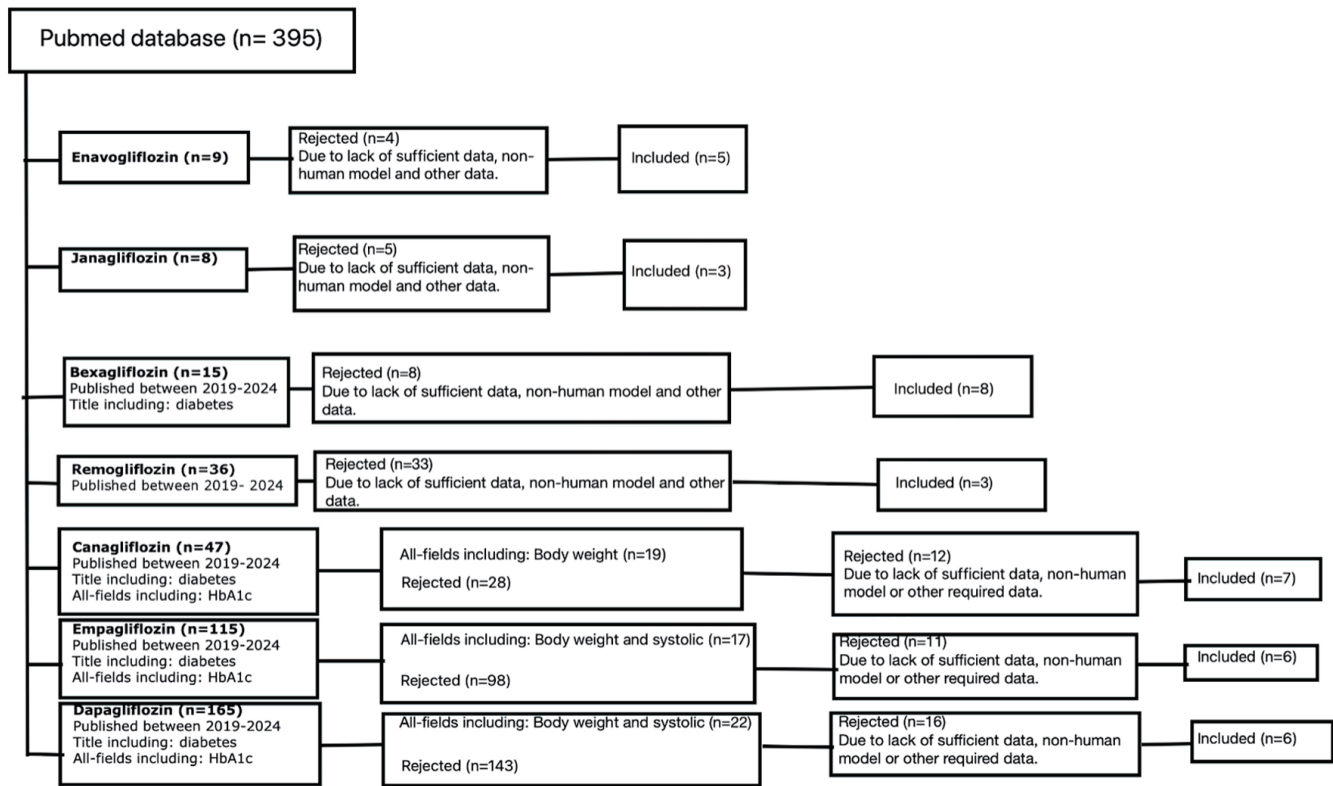 Pubmed database (n= 395)
Enavogliflozin (n=9)
Rejected (n=4)
Due to lack of sufficient data, non-
human model and other data.
Included (n=5)
Janagliflozin (n=8)
Rejected (n=5)
Due to lack of sufficient data, non-
human model and other data.
Included (n=3)
Bexagliflozin (n=15)
Published between 2019-2024
Title including: diabetes
Rejected (n=8)
Due to lack of sufficient data, non-human model and other
data.
Included (n=8)
Remogliflozin (n=36)
Published between 2019- 2024
Rejected (n=33)
Due to lack of sufficient data, non-human model and other
data.
Included (n=3)
Canagliflozin (n=47)
Published between 2019-2024
Title including: diabetes
All-fields including: HbA1c
All-fields including: Body weight (n=19)
Rejected (n=28)
Rejected (n=12)
Due to lack of sufficient data, non-human
model or other required data.
Included (n=7)
Empagliflozin (n=115)
Published between 2019-2024
Title including: diabetes
All-fields including: HbA1c
All-fields including: Body weight and systolic (n=17)
Rejected (n=98)
Rejected (n=11)
Due to lack of sufficient data, non-human
model or other required data.
Included (n=6)
Dapagliflozin (n=165)
Published between 2019-2024
Title including: diabetes
All-fields including: HbA1c
All-fields including: Body weight and systolic (n=22)
Rejected (n=143)
Rejected (n=16)
Due to lack of sufficient data, non-human
model or other required data.
Included (n=6)